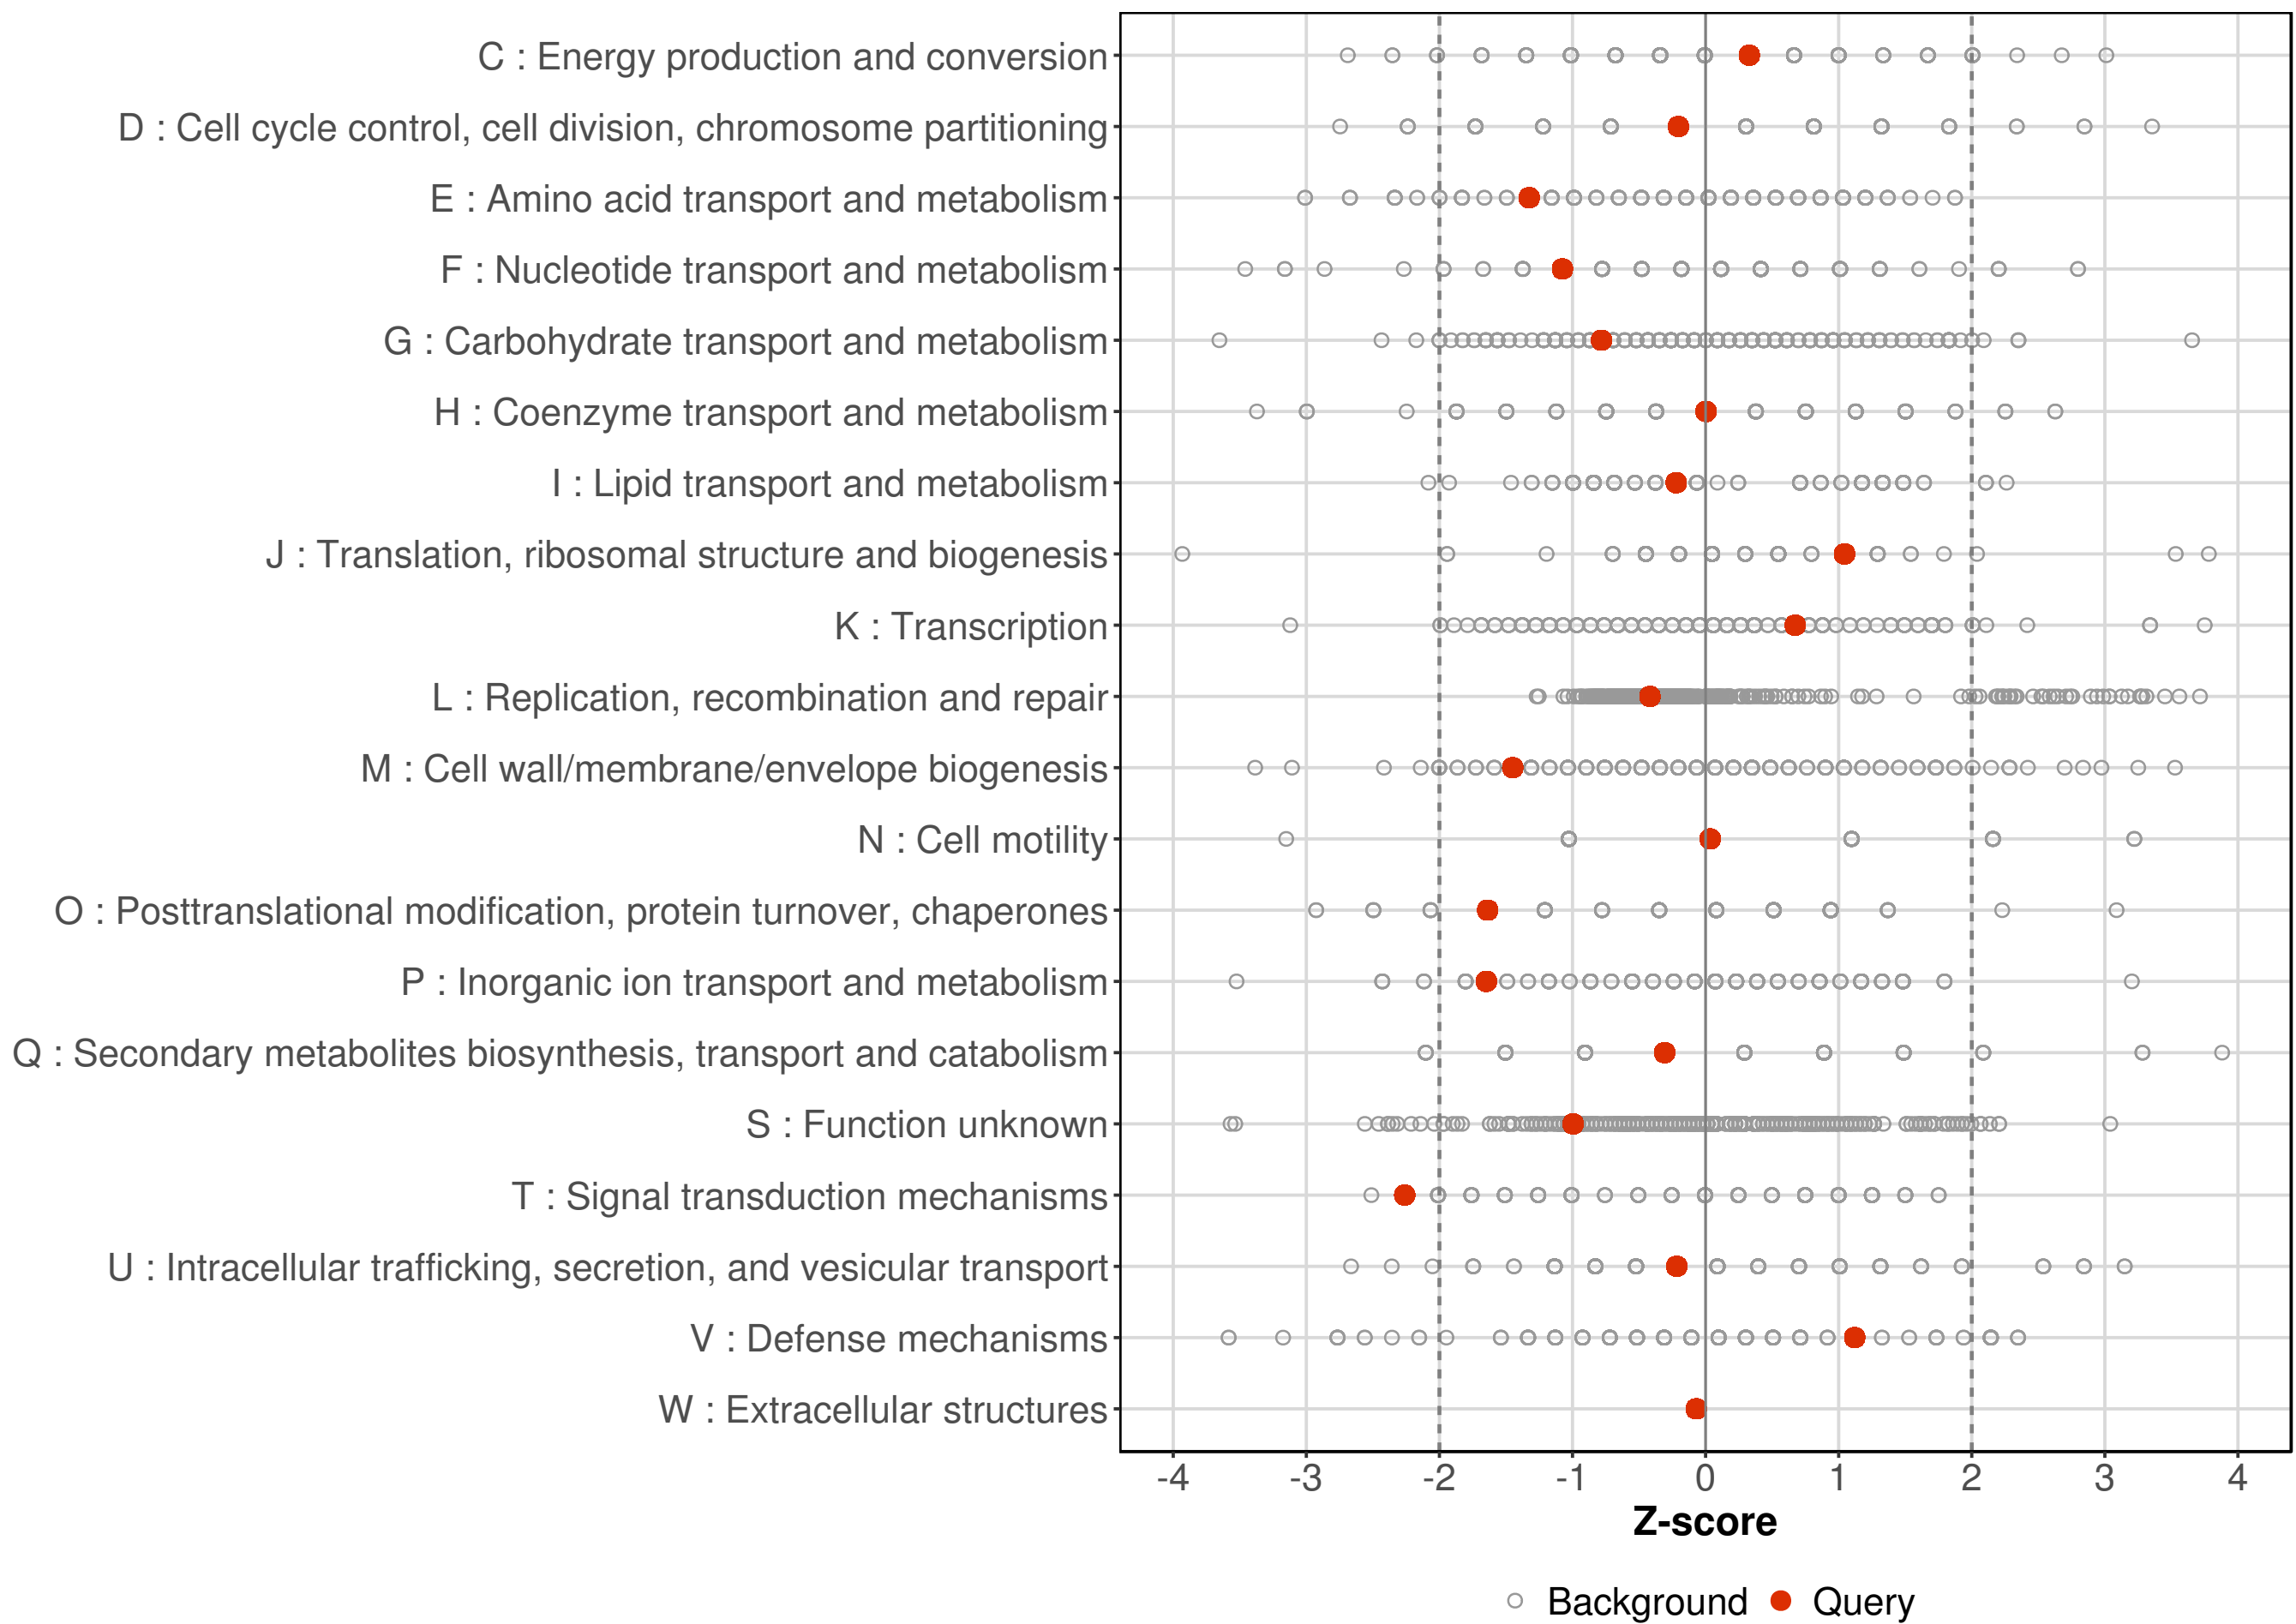 C : Energy production and conversion
D : Cell cycle control, cell division, chromosome partitioning
E : Amino acid transport and metabolism
F : Nucleotide transport and metabolism
G : Carbohydrate transport and metabolism
H : Coenzyme transport and metabolism
I : Lipid transport and metabolism
J : Translation, ribosomal structure and biogenesis
K : Transcription
L : Replication, recombination and repair
M : Cell wall/membrane/envelope biogenesis
N : Cell motility
O : Posttranslational modification, protein turnover, chaperones
P : Inorganic ion transport and metabolism
Q : Secondary metabolites biosynthesis, transport and catabolism
S : Function unknown
T : Signal transduction mechanisms
U : Intracellular trafficking, secretion, and vesicular transport
V : Defense mechanisms
W : Extracellular structures
-4 -3 -2 -1 0 1 2 3 4
Z-score
Background Query